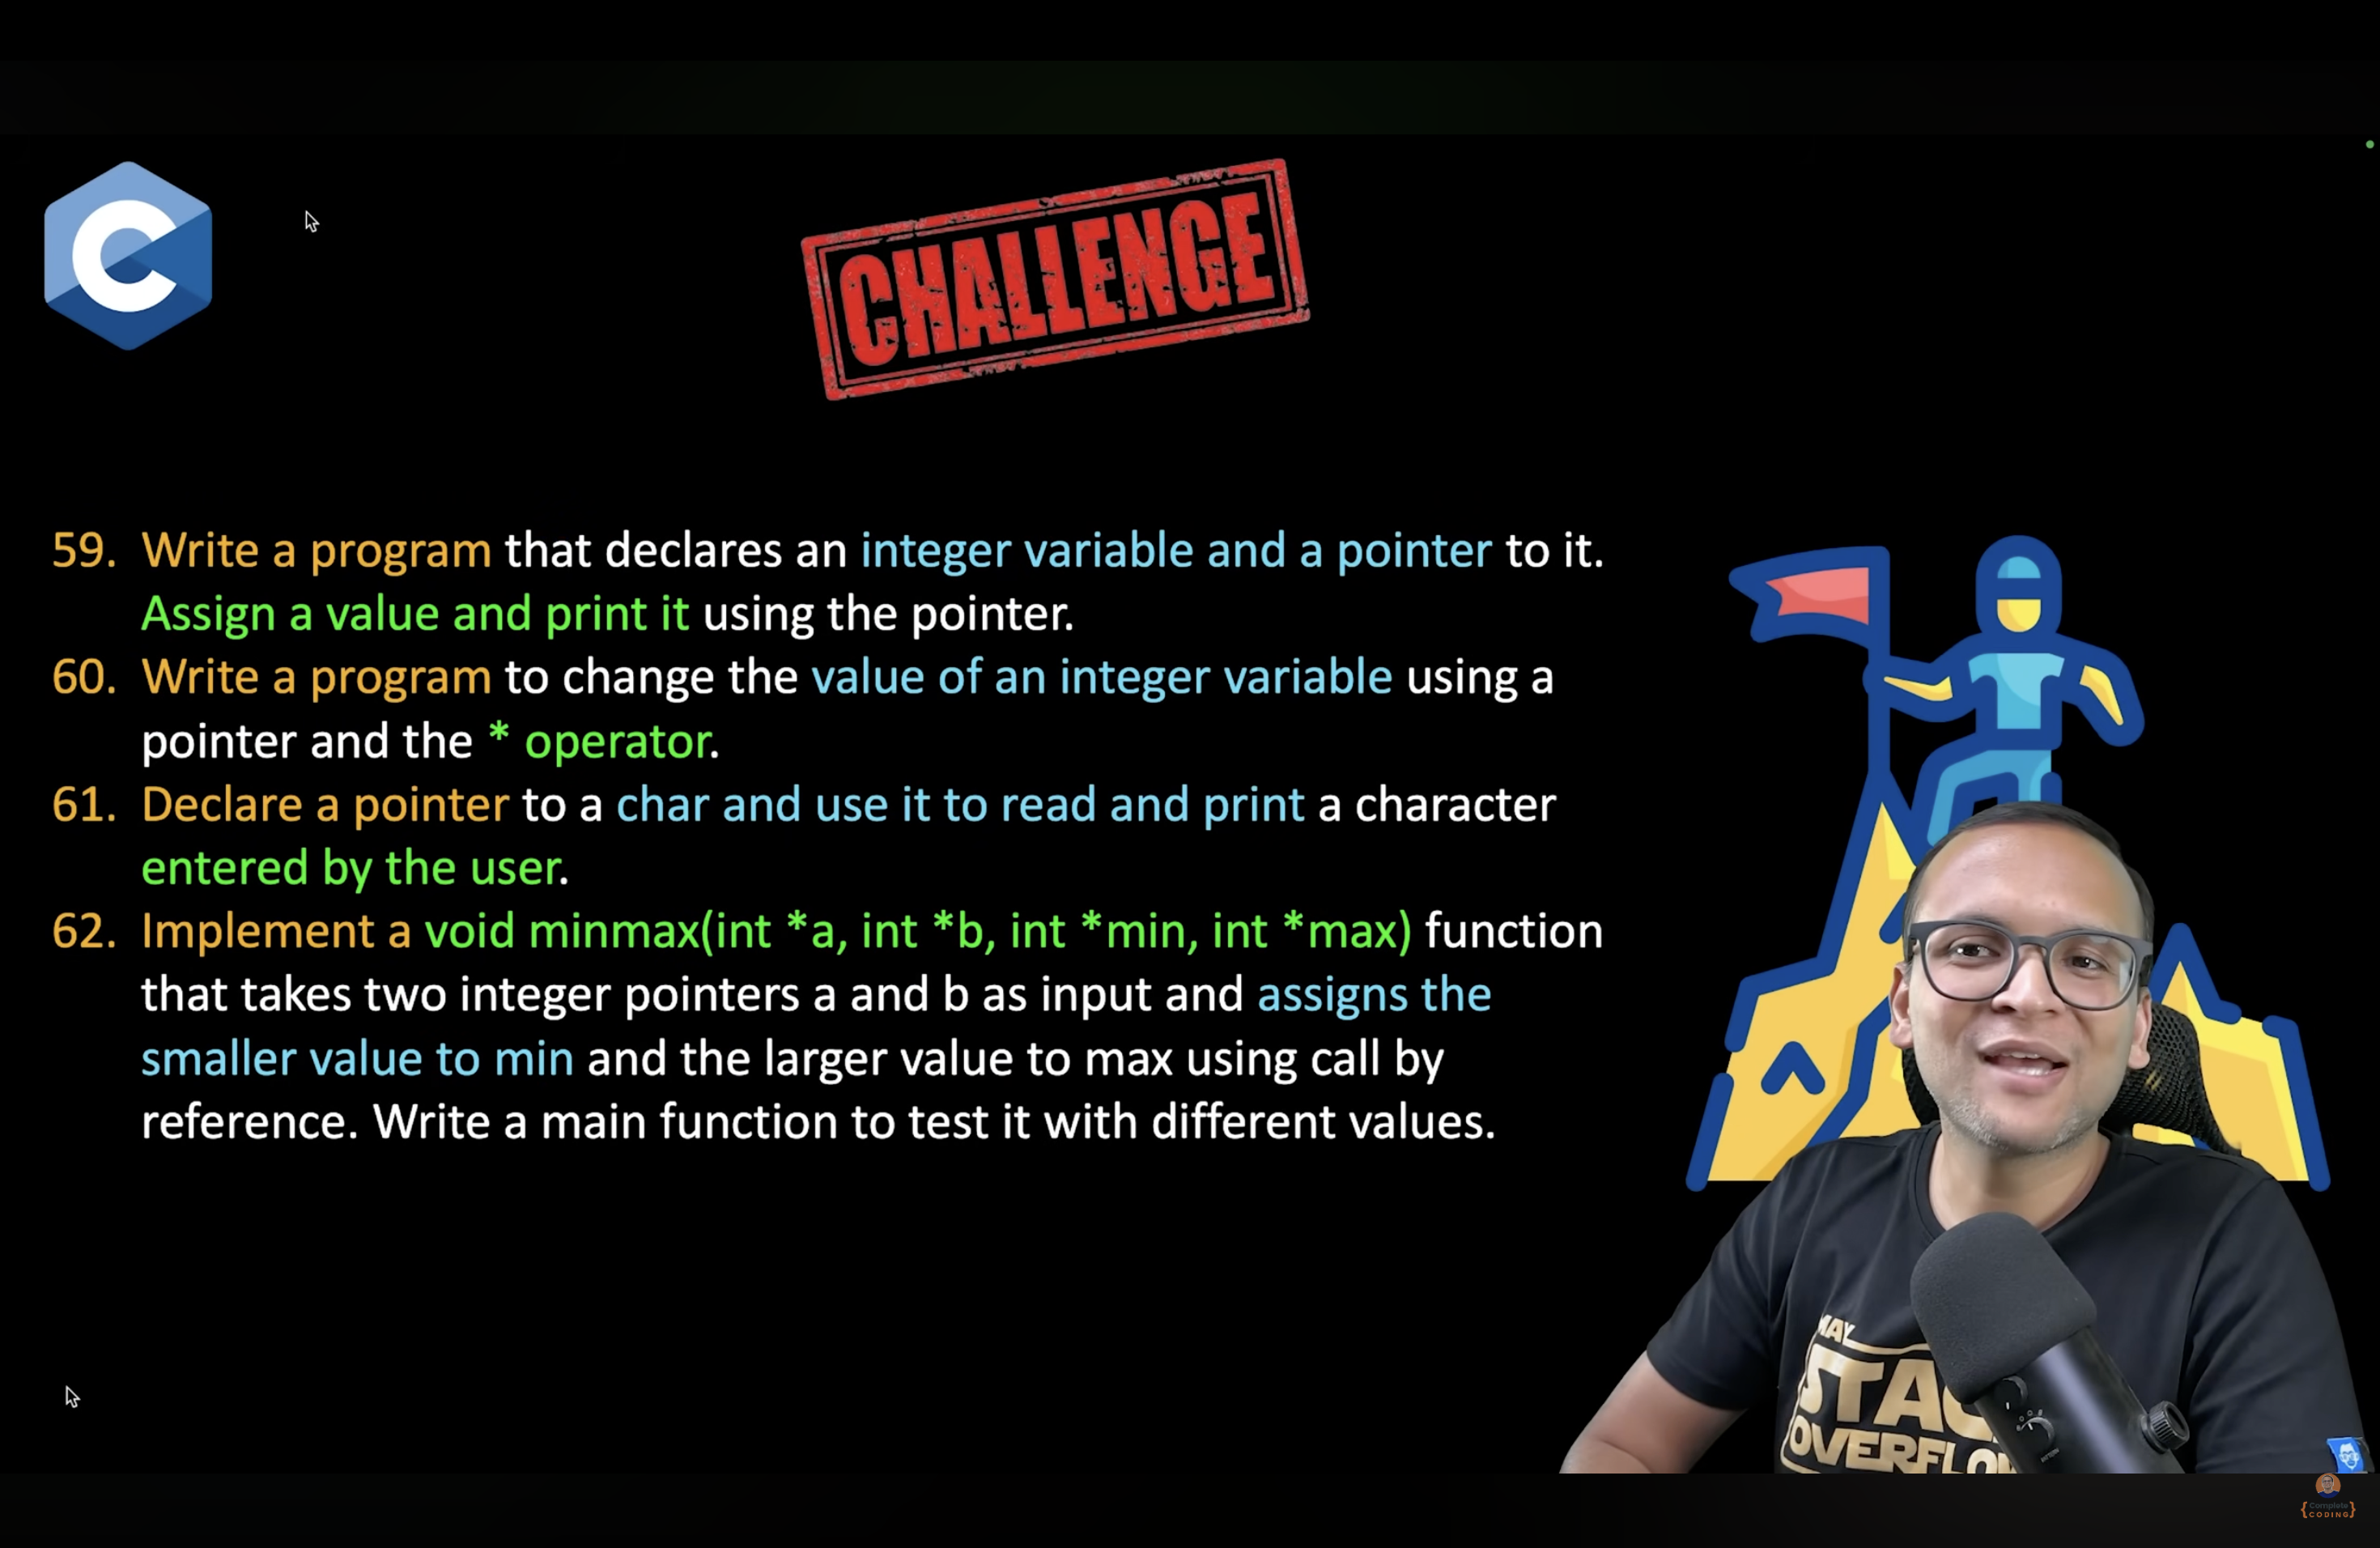 CHALLENGE
59. Write a program that declares an integer variable and a pointer to it.
Assign a value and print it using the pointer.
60. Write a program to change the value of an integer variable using a
pointer and the * operator.
61. Declare a pointer to a char and use it to read and print a character
entered by the user.
62. Implement a void minmax(int *a, int *b, int *min, int *max) function
that takes two integer pointers a and b as input and assigns the
smaller value to min and the larger value to max using call by
reference. Write a main function to test it with different values.
MAY
STAC
OVERFLO
Complete
CODING